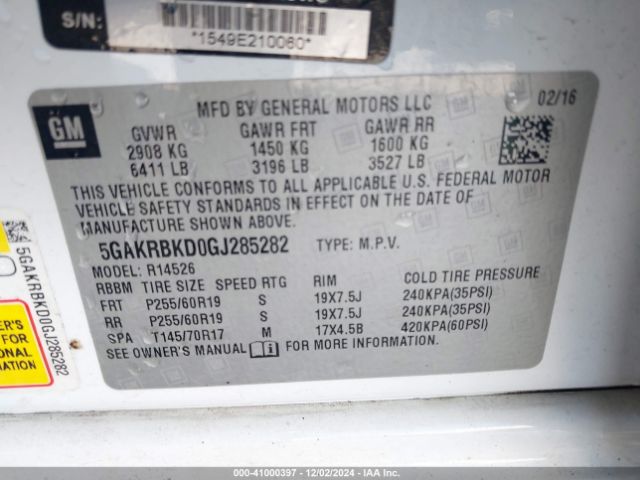 S/N:
*1549E210060*
GM
MFD BY GENERAL MOTORS LLC 02/16
GVWR GAWR FRT GAWR RR
2908 KG 1450 KG 1600 KG
6411 LB 3196 LB 3527 LB
THIS VEHICLE CONFORMS TO ALL APPLICABLE U.S. FEDERAL MOTOR
VEHICLE SAFETY STANDARDS IN EFFECT ON THE DATE OF
MANUFACTURE SHOWN ABOVE.
5GAKRBKD0GJ285282 TYPE: M.P.V.
MODEL: R14526
RBBM TIRE SIZE SPEED RTG RIM COLD TIRE PRESSURE
FRT P255/60R19 S 19X7.5J 240KPA(35PSI)
RR P255/60R19 S 19X7.5J 240KPA(35PSI)
SPA T145/70R17 M 17X4.5B 420KPA(60PSI)
SEE OWNER'S MANUAL FOR MORE INFORMATION
5GAKRBKD0GJ285282
ER'S
FOR
ONAL
ATION
000-41000397 - 12/02/2024 - IAA Inc.